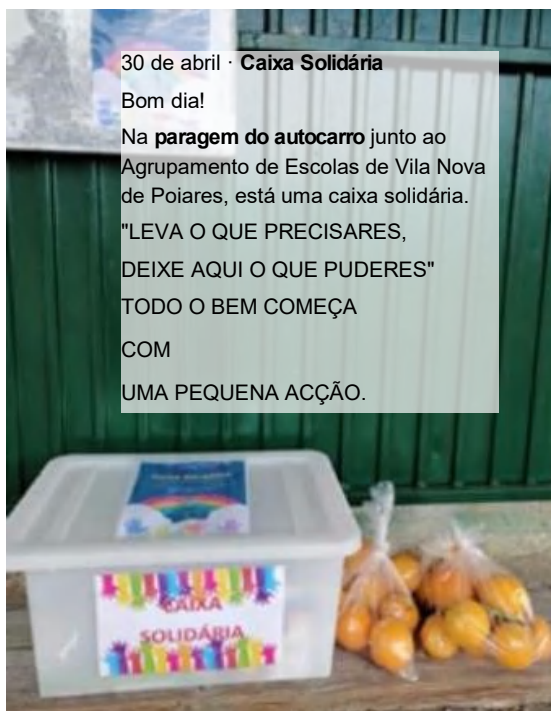 30 de abril · Caixa Solidária
Bom dia!
Na paragem do autocarro junto ao
Agrupamento de Escolas de Vila Nova
de Poiares, está uma caixa solidária.
"LEVA O QUE PRECISARES,
DEIXE AQUI O QUE PUDERES"
TODO O BEM COMEÇA
COM
UMA PEQUENA ACÇÃO.
CAIXA
SOLIDÁRIA